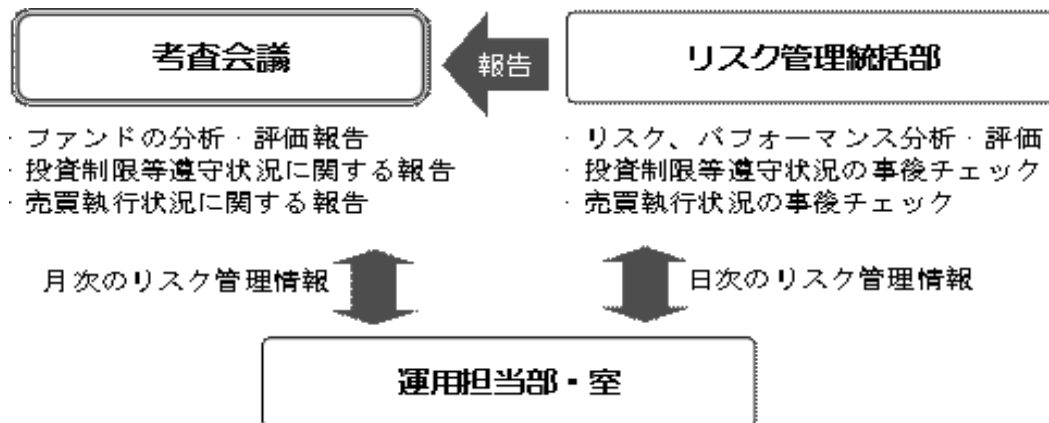 考査会議
報告
リスク管理統括部
・ファンドの分析・評価報告
・投資制限等遵守状況に関する報告
・売買執行状況に関する報告
・リスク、パフォーマンス分析・評価
・投資制限等遵守状況の事後チェック
・売買執行状況の事後チェック
月次のリスク管理情報
日次のリスク管理情報
運用担当部・室